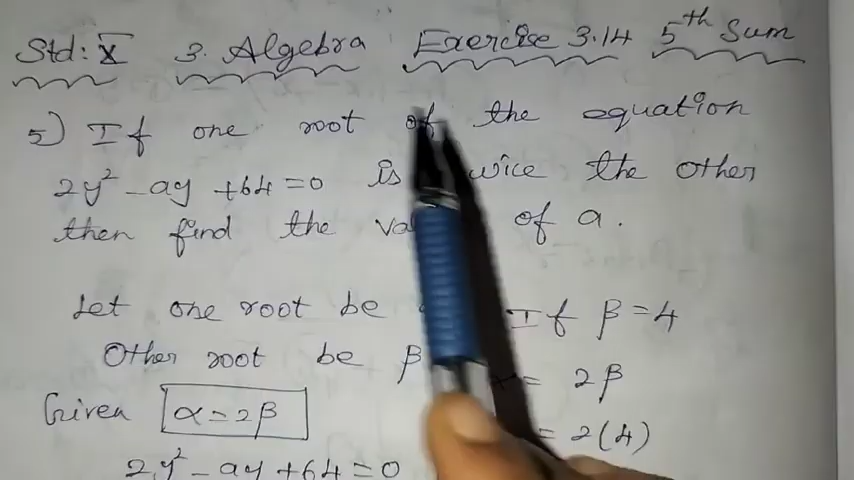 Std: X 3. Algebra Exercise 3.14 5th Sum
5) If one root of the equation
2y² - ay + 64 = 0 is the other
then find the of a.
Let one root be
Other root be β
Given α = 2β
2y² - ay + 64 = 0
If β = 4
= 2β
= 2(4)